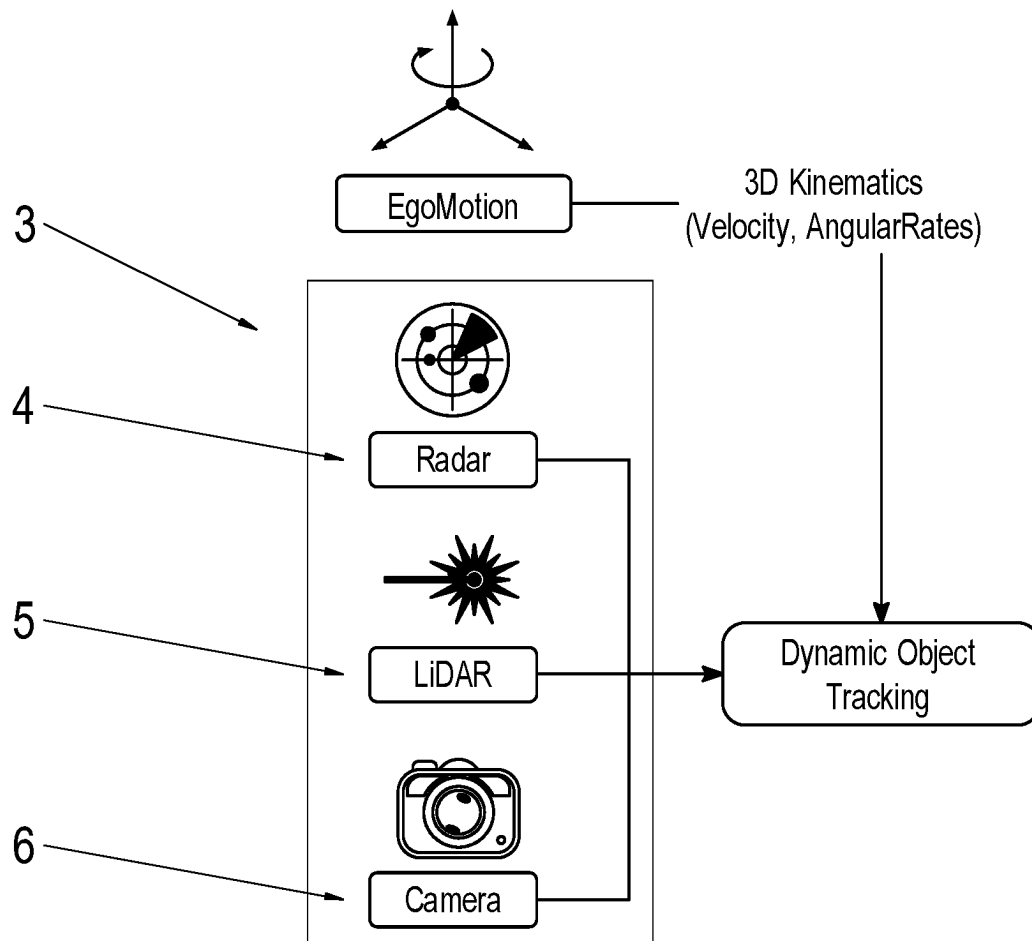 EgoMotion
3D Kinematics
(Velocity, AngularRates)
3
4
Radar
5
LiDAR
Dynamic Object
Tracking
6
Camera